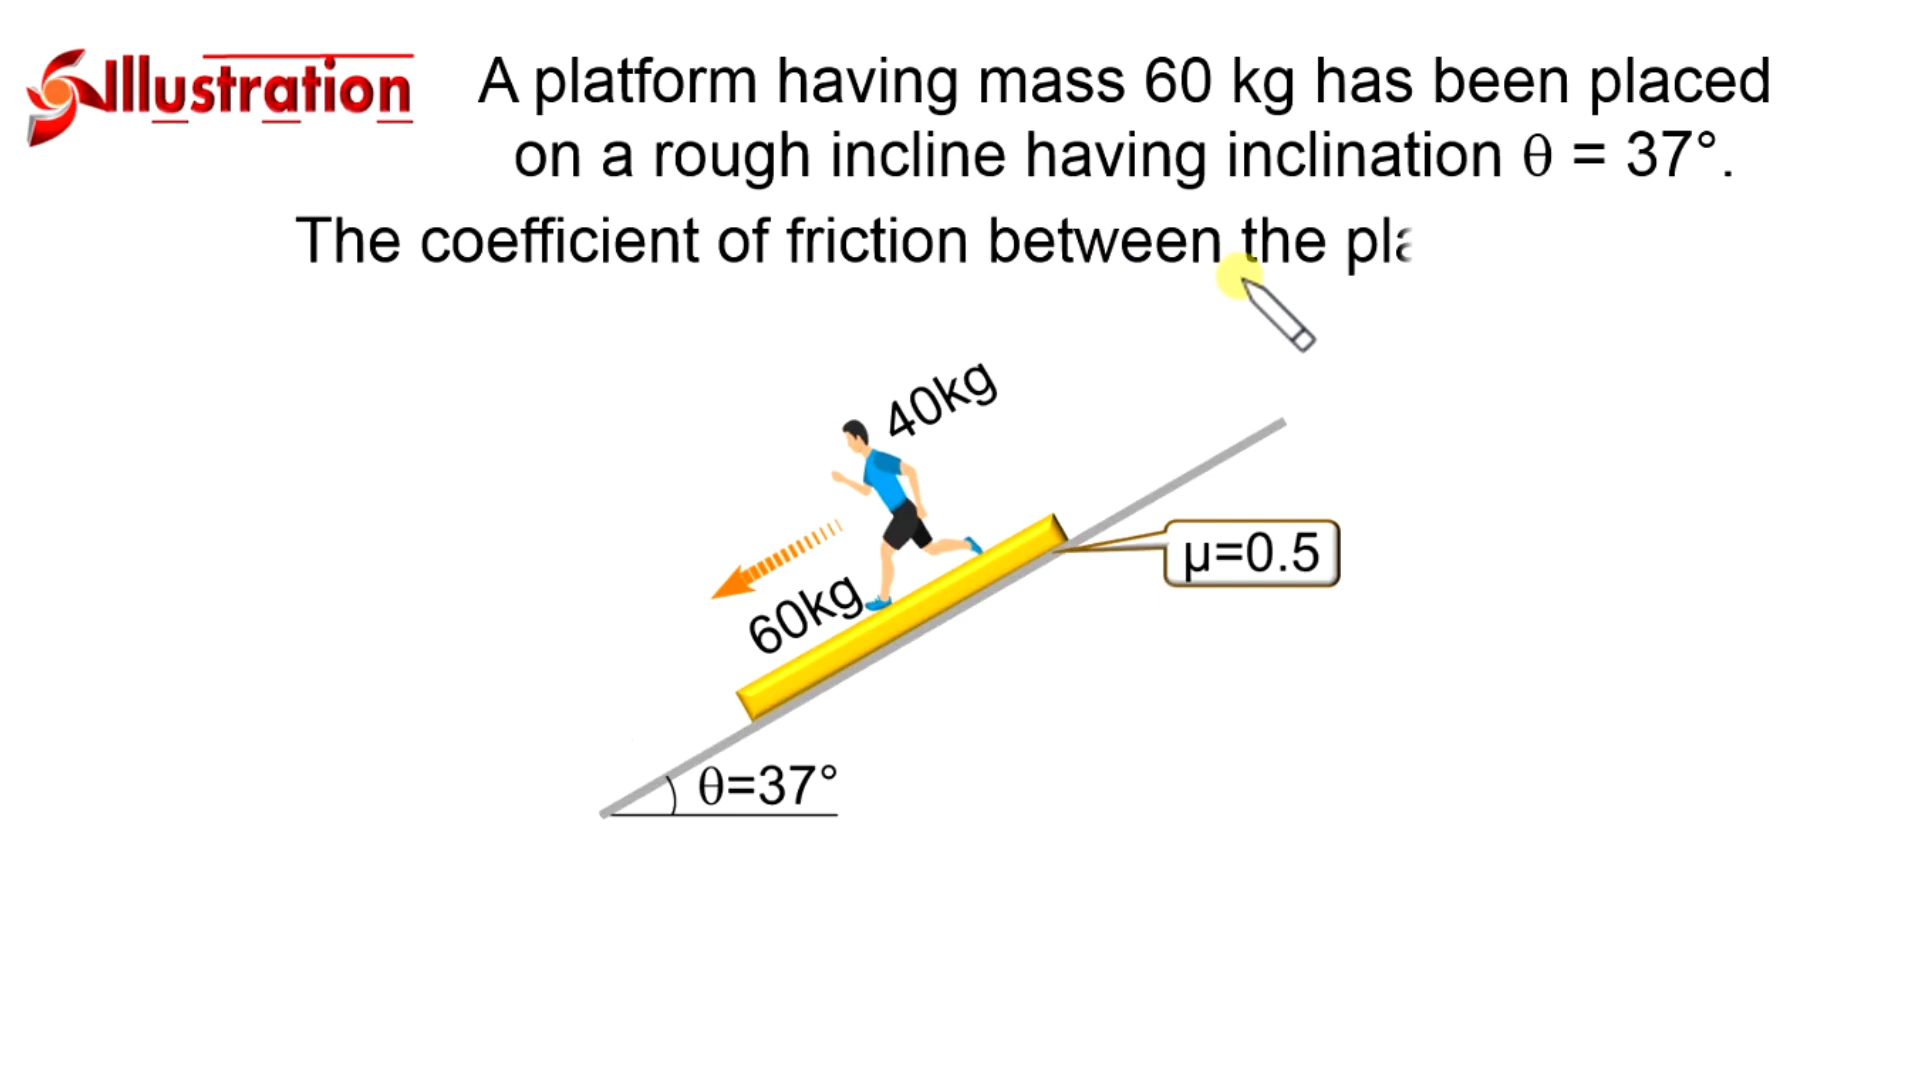 Illustration
A platform having mass 60 kg has been placed
on a rough incline having inclination θ = 37°.
The coefficient of friction between the
40kg
60kg
μ=0.5
θ=37°